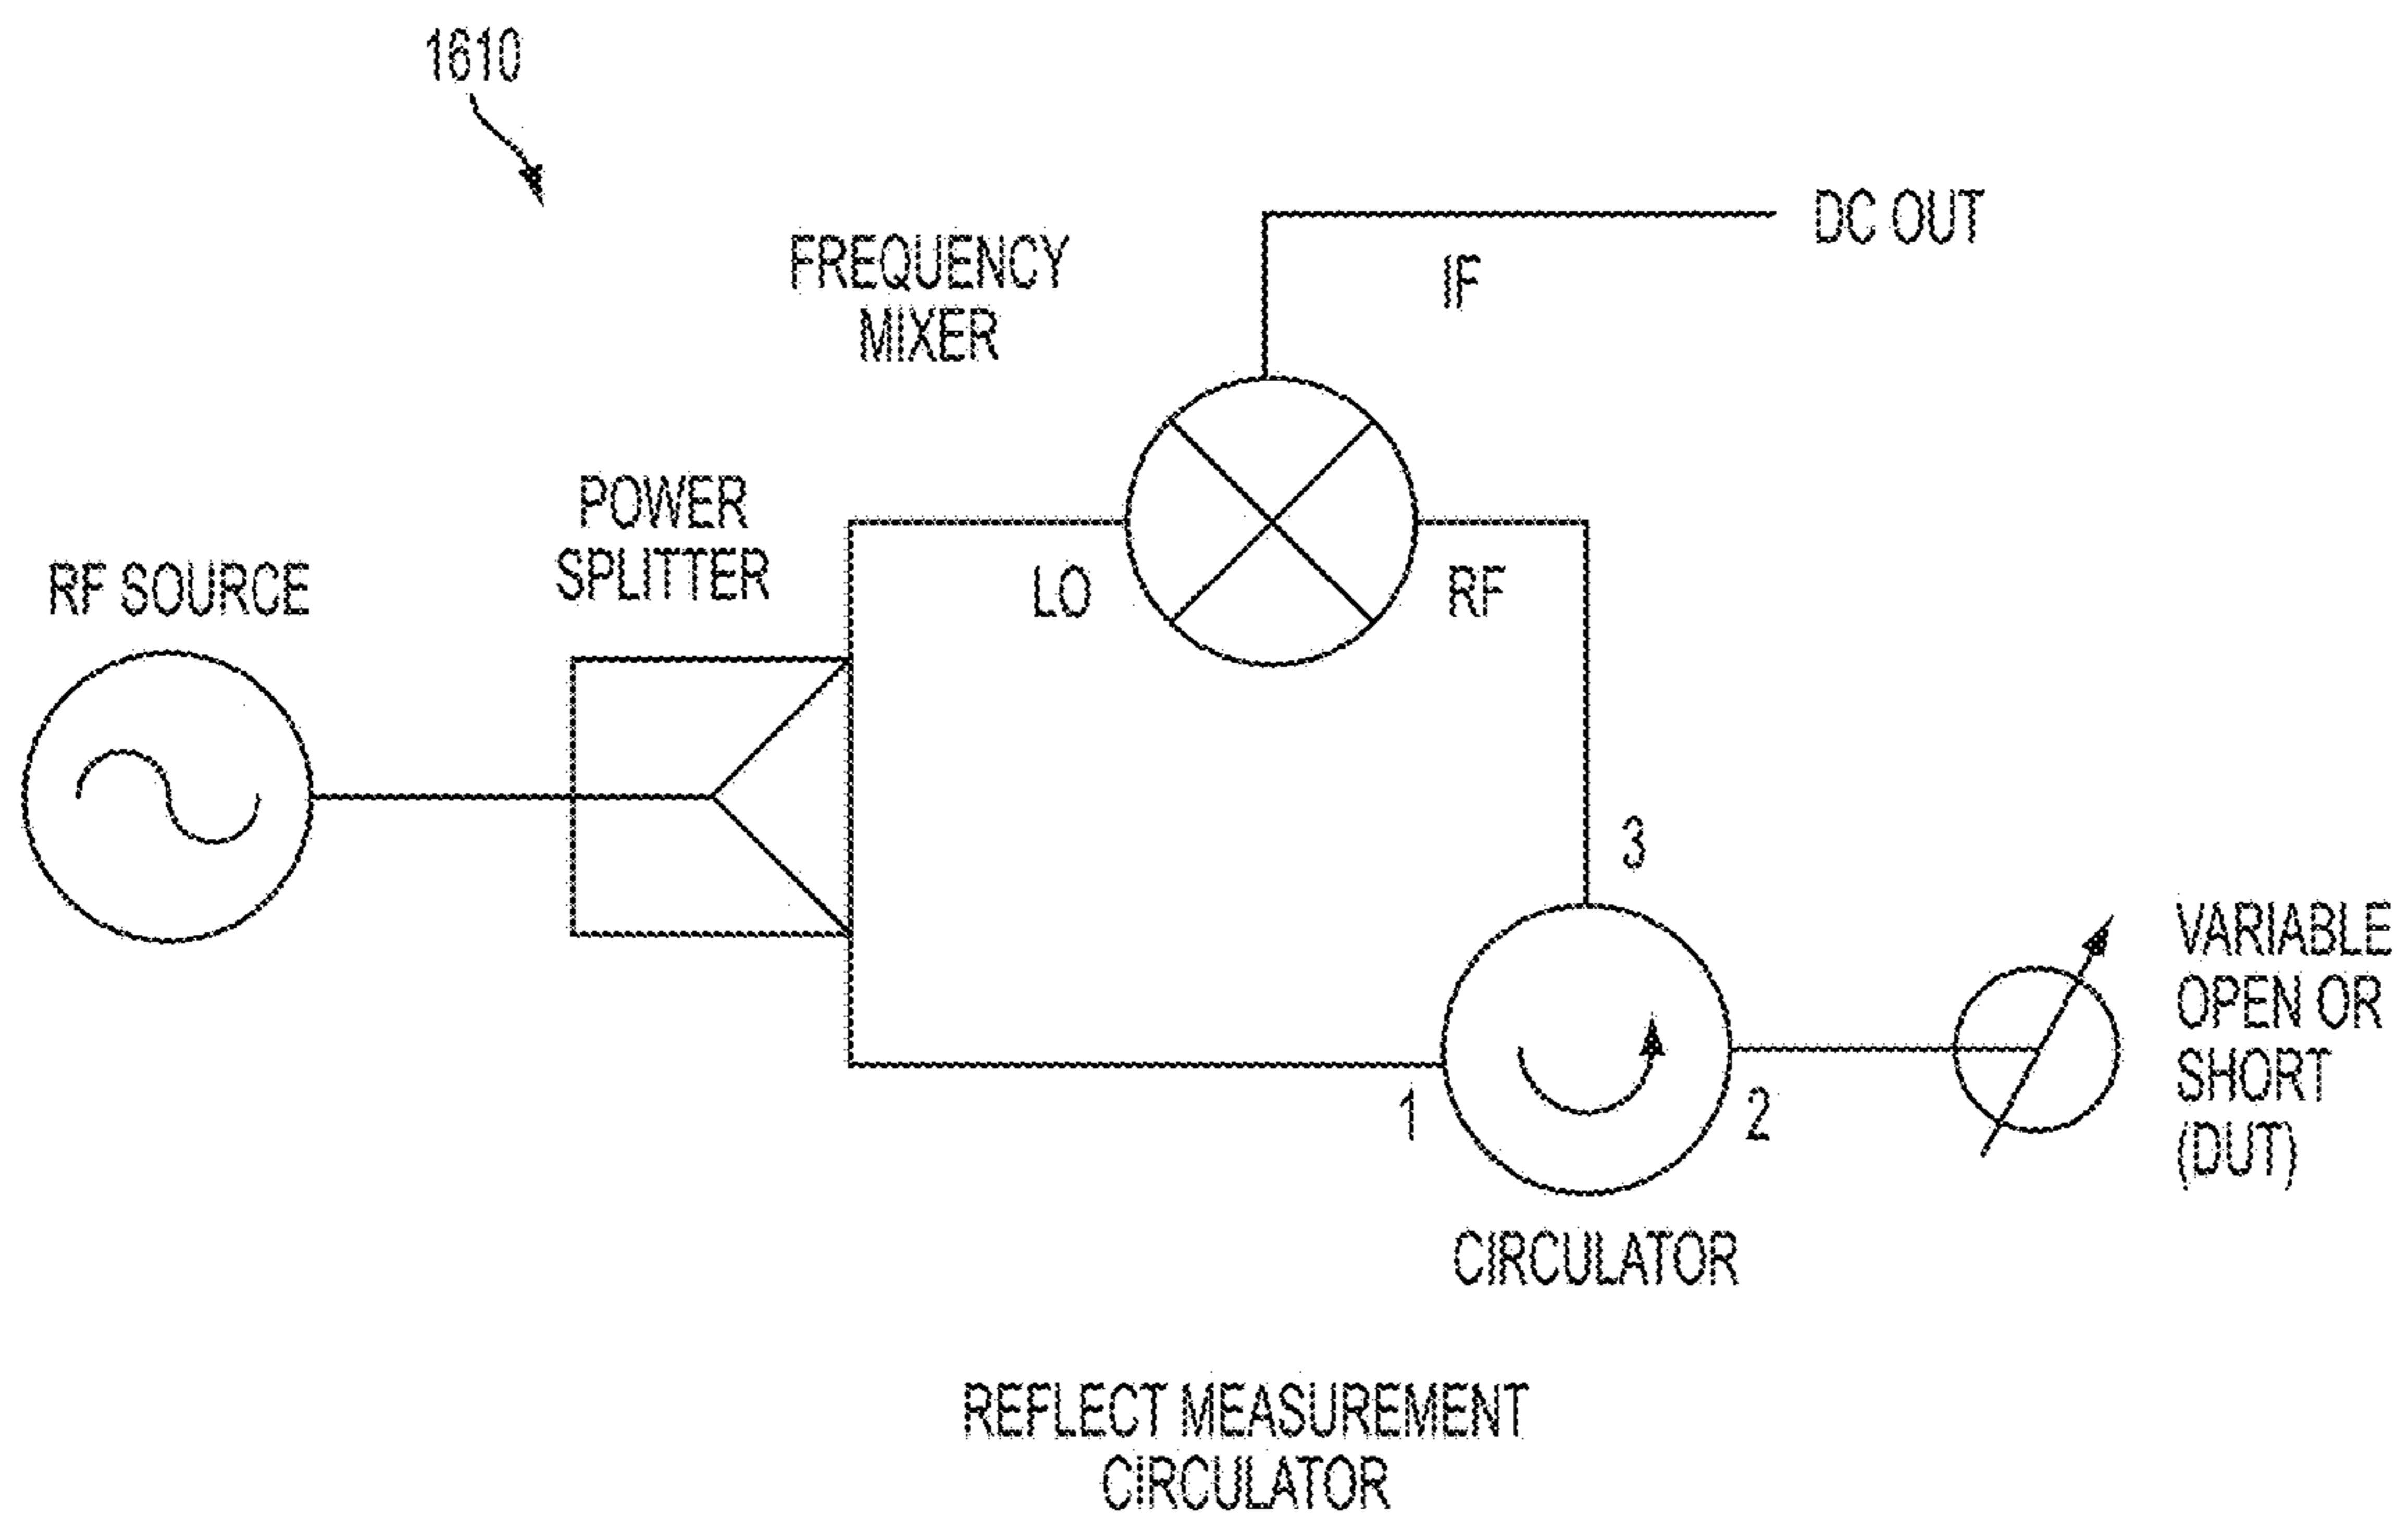 1610
DC OUT
FREQUENCY
MIXER
IF
POWER
SPLITTER
RF SOURCE
LO
RF
3
VARIABLE
OPEN OR
SHORT
(DUT)
1
2
CIRCULATOR
REFLECT MEASUREMENT
CIRCULATOR